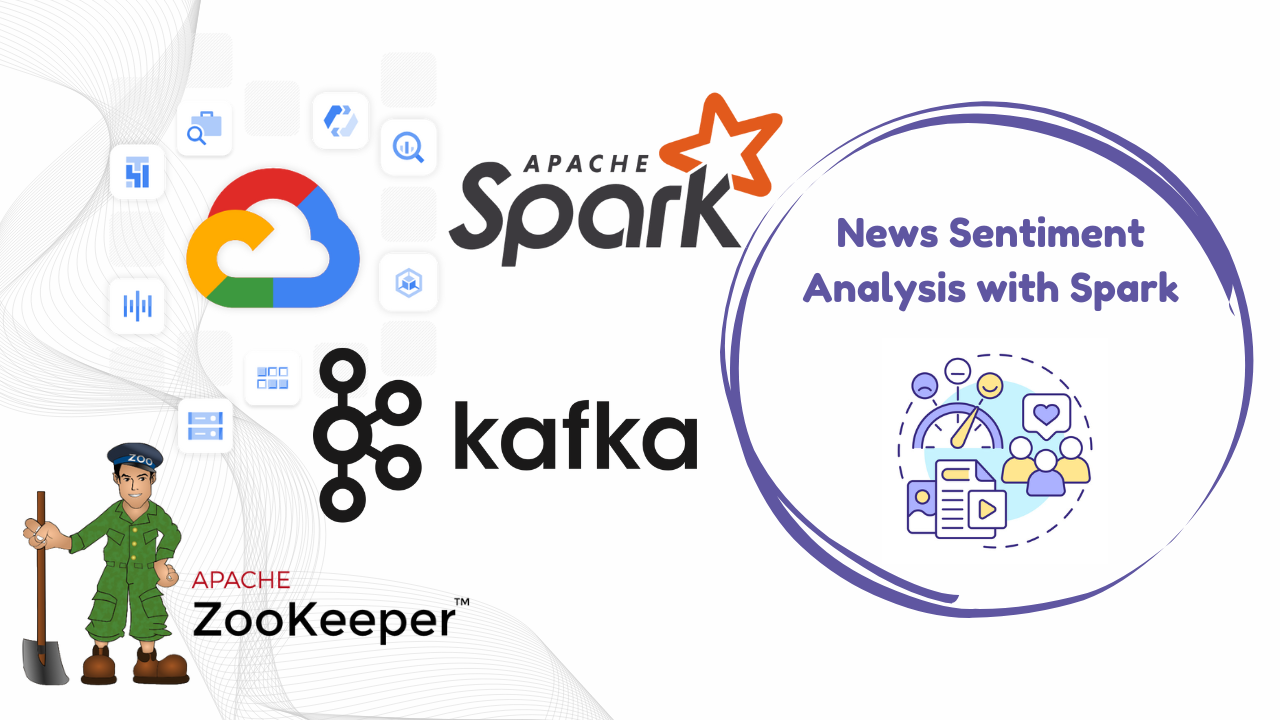 APACHE
Spark
News Sentiment
Analysis with Spark
kafka
ZOO
APACHE
ZooKeeper™